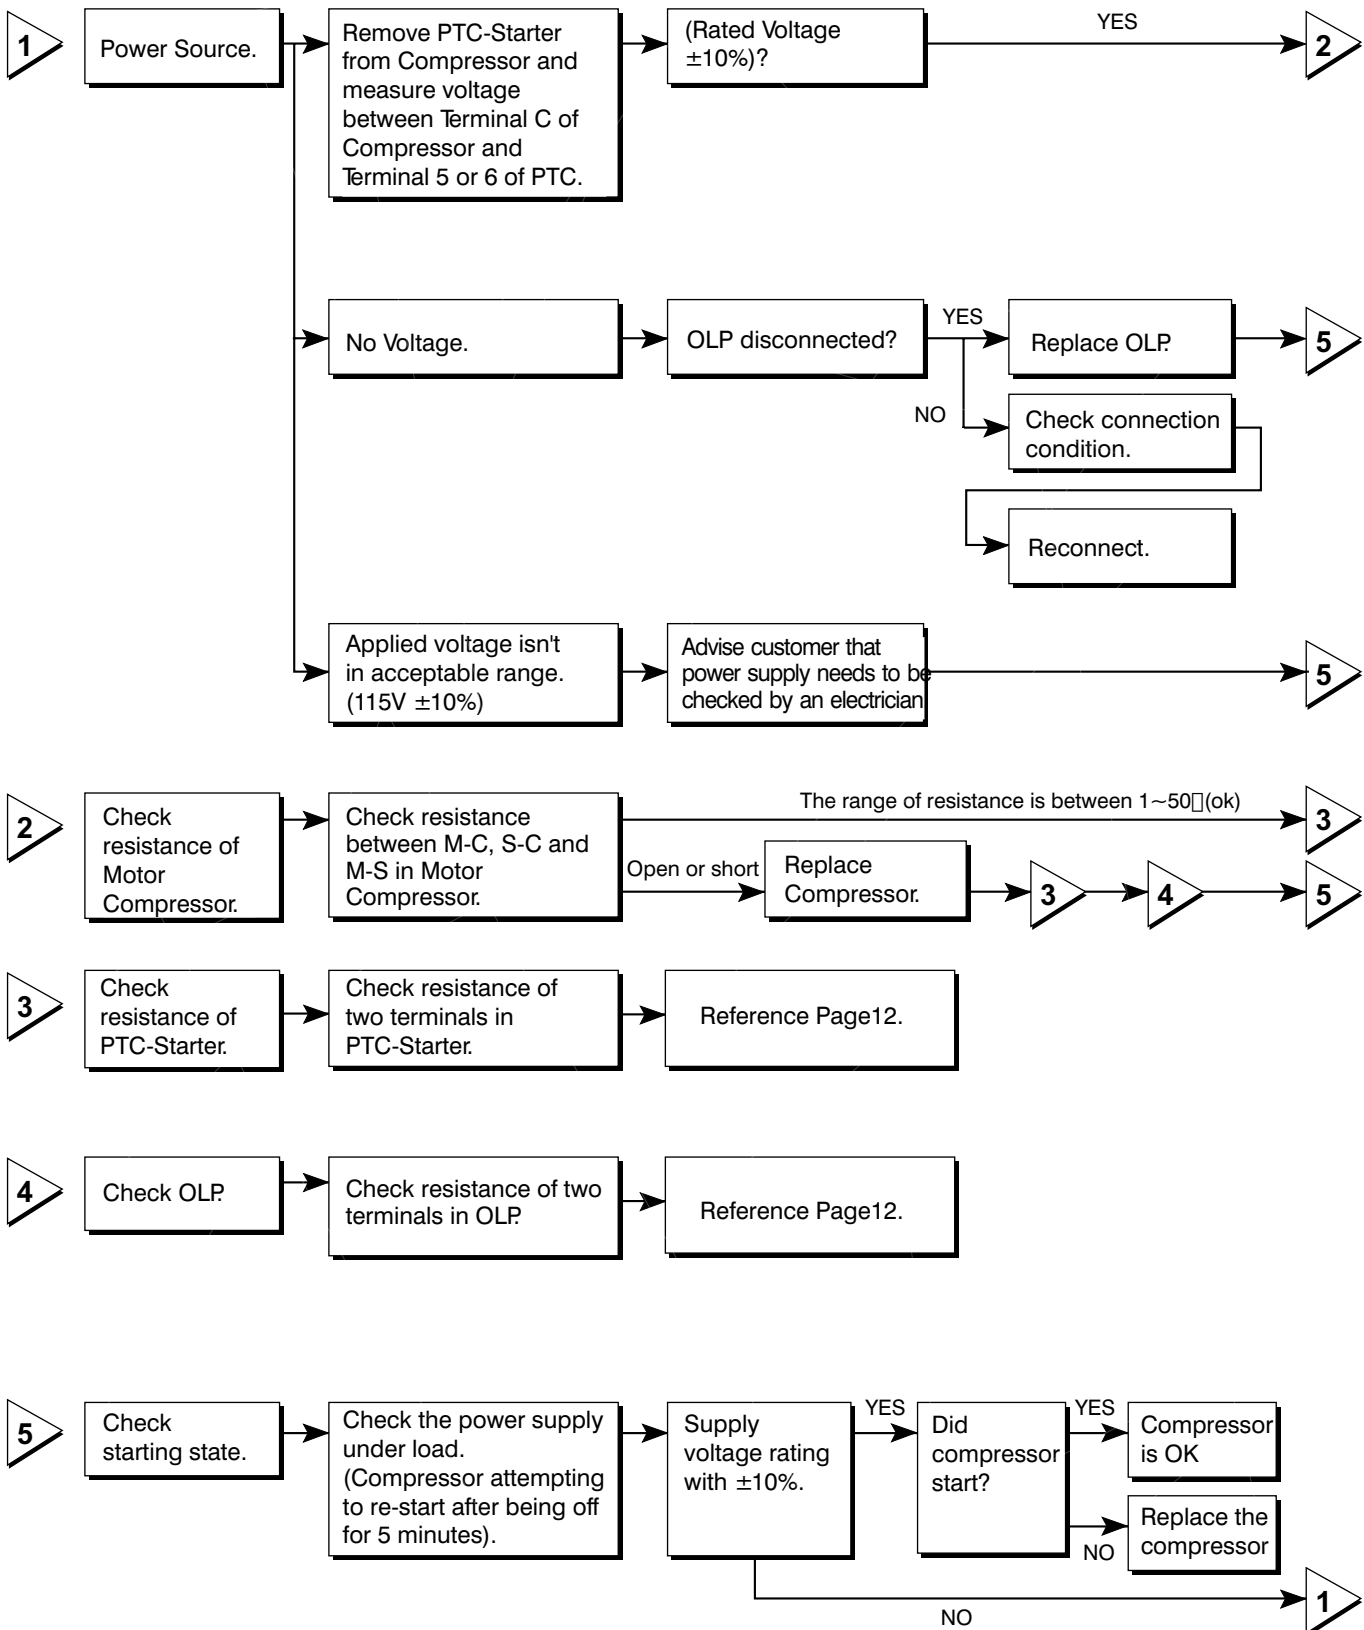 1
Power Source.
Remove PTC-Starter
from Compressor and
measure voltage
between Terminal C of
Compressor and
Terminal 5 or 6 of PTC.
(Rated Voltage
±10%)?
YES
2
No Voltage.
OLP disconnected?
YES
Replace OLP.
5
NO
Check connection
condition.
Reconnect.
Applied voltage isn't
in acceptable range.
(115V ±10%)
Advise customer that
power supply needs to be
checked by an electrician
5
2
Check
resistance of
Motor
Compressor.
Check resistance
between M-C, S-C and
M-S in Motor
Compressor.
The range of resistance is between 1~50▯(ok)
3
Open or short
Replace
Compressor.
3
4
5
3
Check
resistance of
PTC-Starter.
Check resistance of
two terminals in
PTC-Starter.
Reference Page12.
4
Check OLP.
Check resistance of two
terminals in OLP.
Reference Page12.
5
Check
starting state.
Check the power supply
under load.
(Compressor attempting
to re-start after being off
for 5 minutes).
Supply
voltage rating
with ±10%.
YES
Did
compressor
start?
YES
Compressor
is OK
NO
Replace the
compressor
NO
1